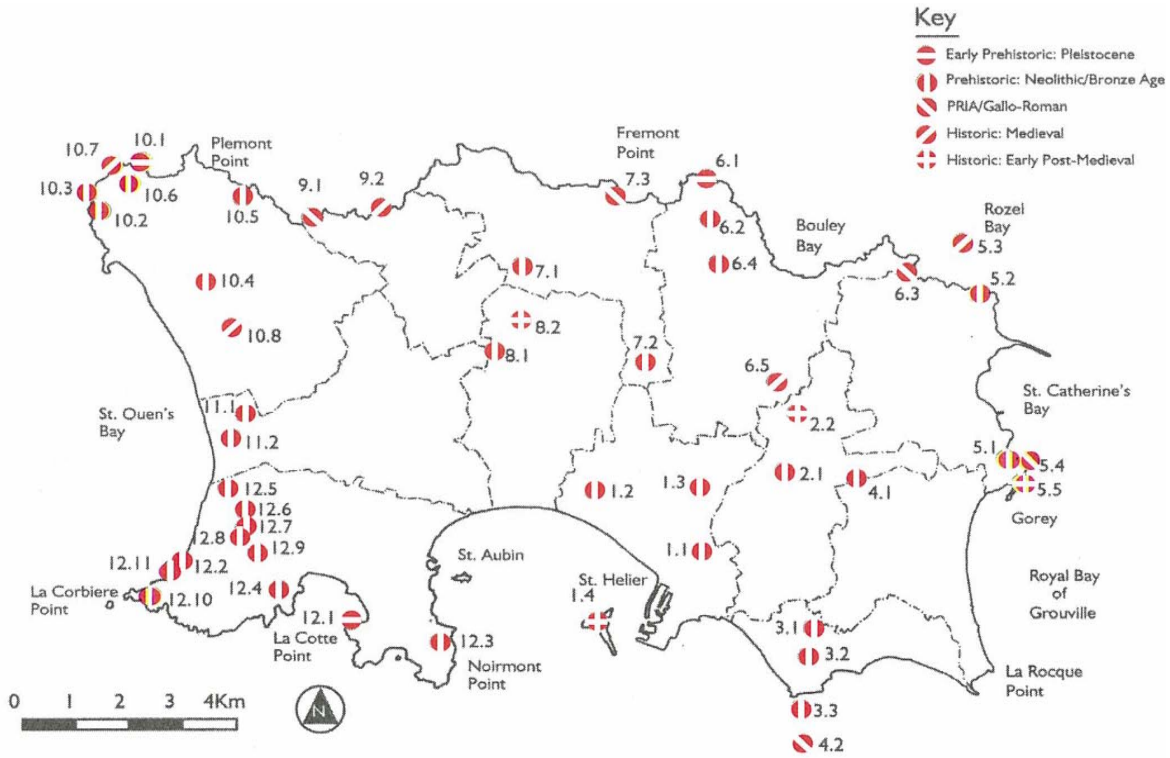 Key
Early Prehistoric: Pleistocene
Prehistoric: Neolithic/Bronze Age
PRIA/Gallo-Roman
Historic: Medieval
Historic: Early Post-Medieval
Plemont
Point
Fremont
Point
Bouley
Bay
Rozel
Bay
10.7
10.1
10.3
10.6
10.2
10.5
9.1
9.2
7.3
6.1
6.2
6.4
5.3
5.2
6.3
10.4
10.8
7.1
8.2
8.1
7.2
6.5
2.2
St. Ouen's
Bay
11.1
11.2
St. Catherine's
Bay
5.1
5.4
5.5
Gorey
12.5
12.6
12.7
12.8
12.9
1.2
1.3
2.1
4.1
1.1
12.11
12.2
La Corbiere
Point
12.10
12.4
12.1
La Cotte
Point
St. Aubin
12.3
Noirmont
Point
St. Helier
1.4
Royal Bay
of
Grouville
3.1
3.2
La Rocque
Point
3.3
4.2
0 1 2 3 4Km
N